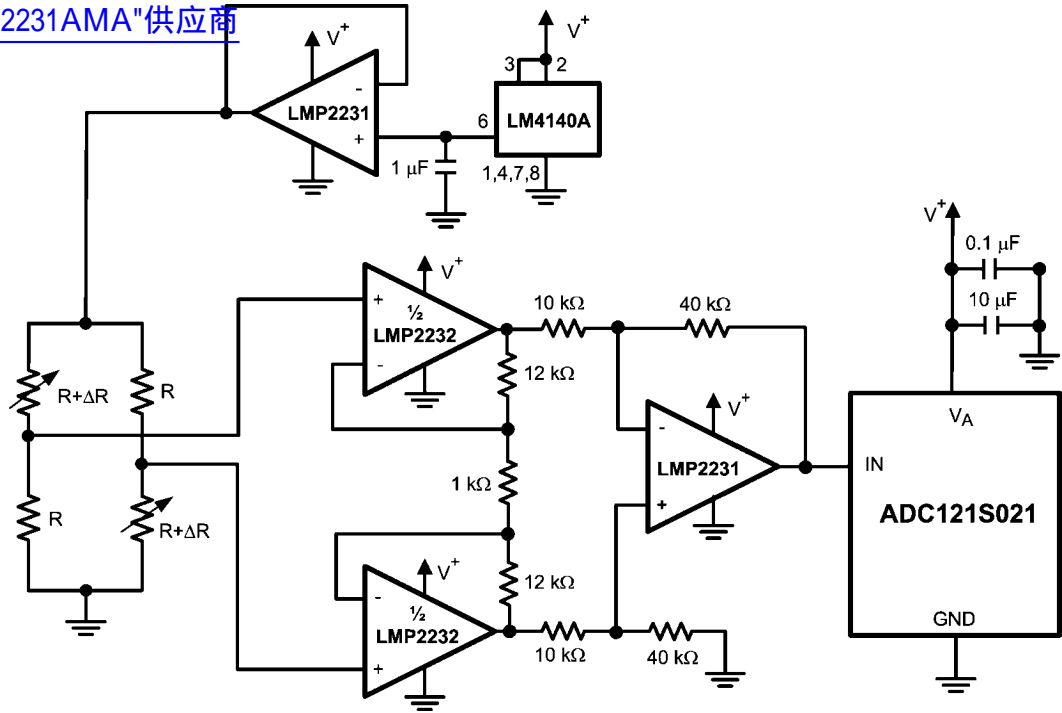 2231AMA"供应商
V+
3
2
-
LMP2231
+
6
LM4140A
1 μF
1,4,7,8
V+
V+
0.1 μF
10 μF
V+
+
½
LMP2232
-
10 kΩ
40 kΩ
12 kΩ
R+ΔR
R
V+
-
LMP2231
+
VA
IN
ADC121S021
GND
1 kΩ
R
R+ΔR
V+
-
½
LMP2232
+
12 kΩ
10 kΩ
40 kΩ